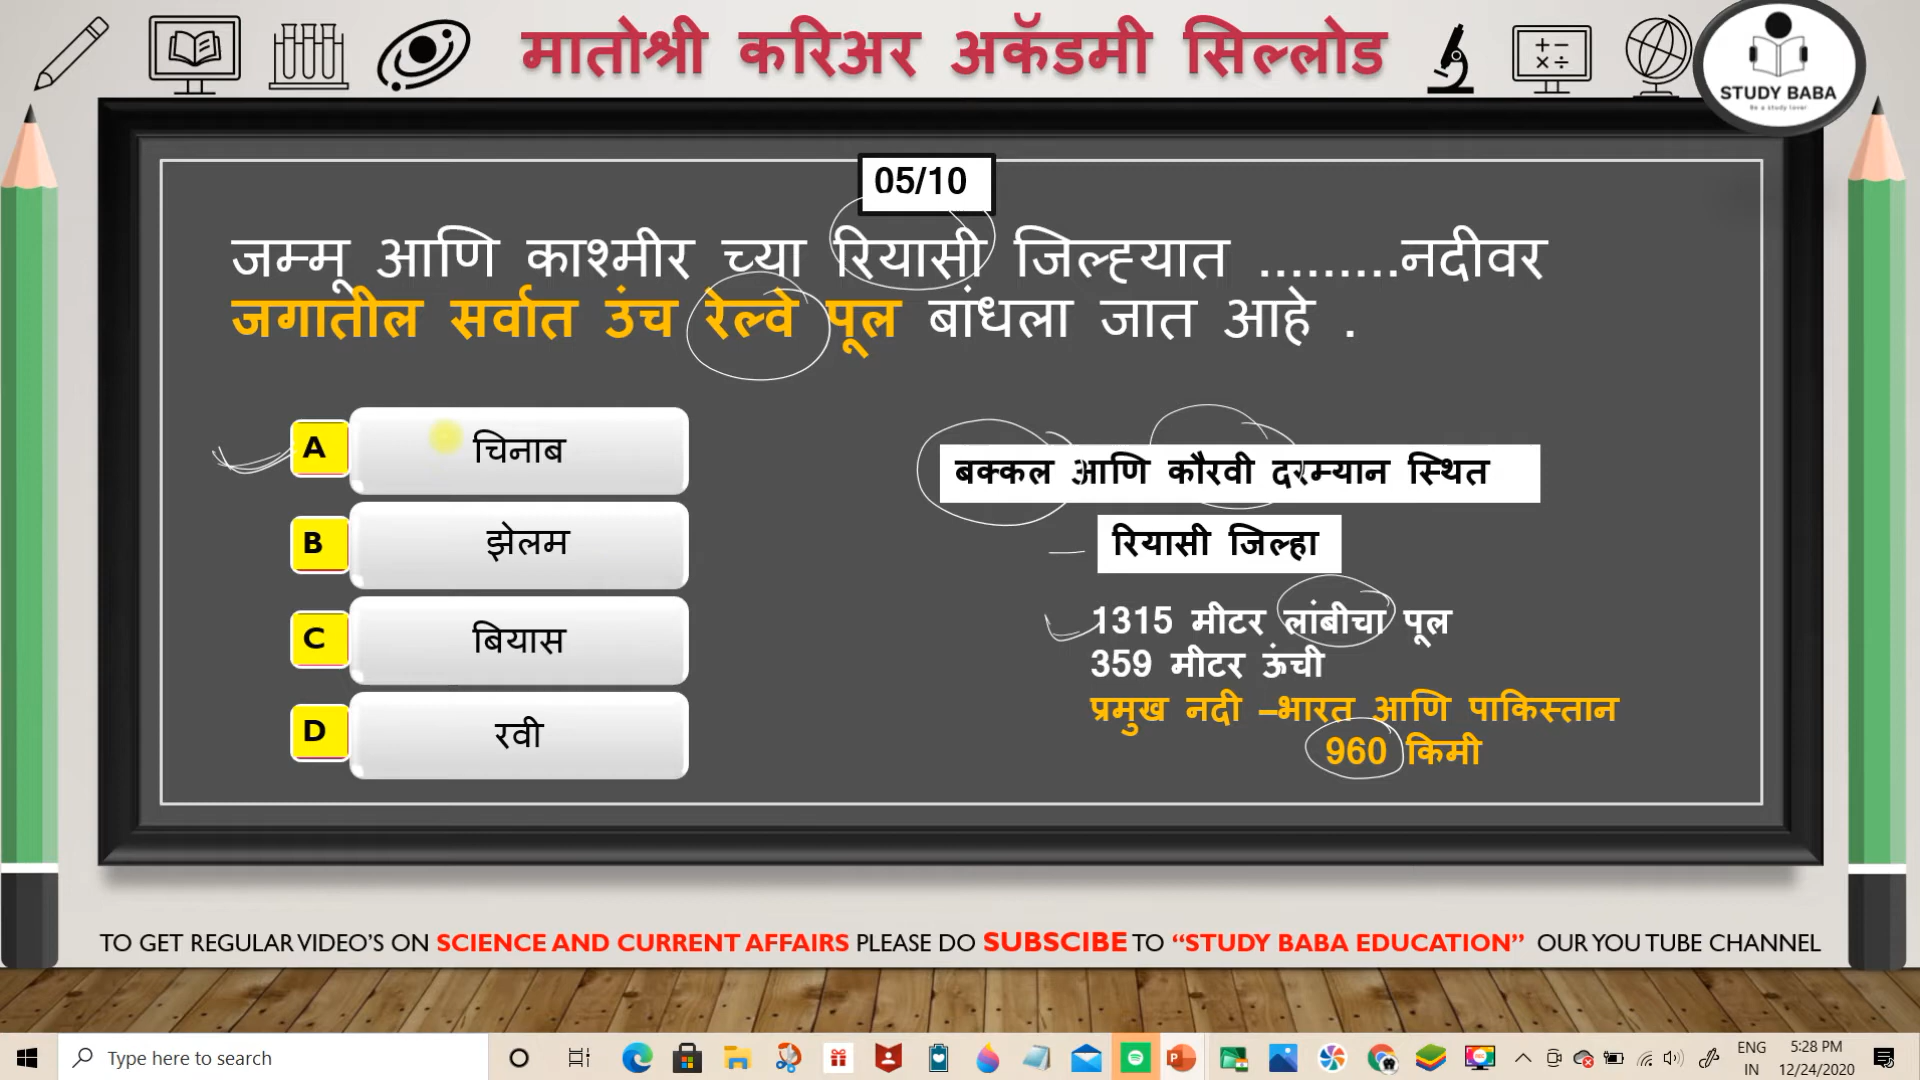 मातोश्री करिअर अकॅडमी सिल्लोड
STUDY BABA
Be a study lover
05/10
जम्मू आणि काश्मीर च्या रियासी जिल्ह्यात .........नदीवर
जगातील सर्वात उंच रेल्वे पूल बांधला जात आहे .
A चिनाब
B झेलम
C बियास
D रवी
बक्कल आणि कौरवी दरम्यान स्थित
रियासी जिल्हा
1315 मीटर लांबीचा पूल
359 मीटर ऊंची
प्रमुख नदी –भारत आणि पाकिस्तान
960 किमी
TO GET REGULAR VIDEO'S ON SCIENCE AND CURRENT AFFAIRS PLEASE DO SUBSCIBE TO “STUDY BABA EDUCATION” OUR YOU TUBE CHANNEL
Type here to search
ENG
IN
5:28 PM
12/24/2020